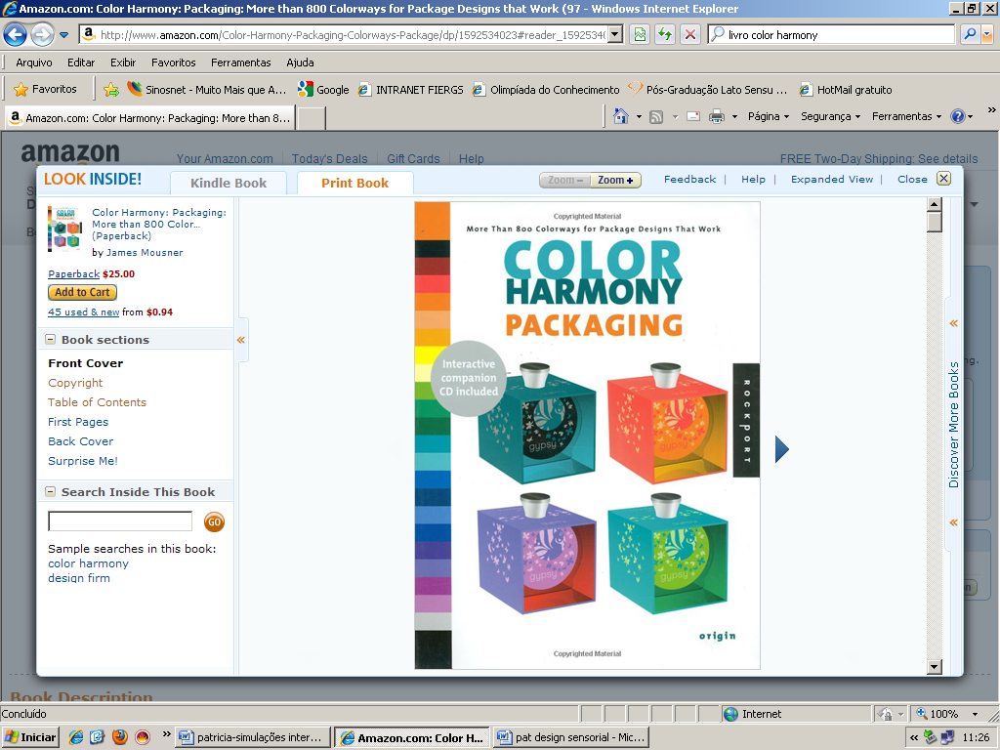 Amazon.com: Color Harmony: Packaging: More than 800 Colorways for Package Designs that Work (97 - Windows Internet Explorer
http://www.amazon.com/Color-Harmony-Packaging-Colorways-Package/dp/1592534023#reader_15925340
livro color harmony
Arquivo Editar Exibir Favoritos Ferramentas Ajuda
Favoritos Sinosnet - Muito Mais que A... Google INTRANET FIERGS Olimpíada do Conhecimento Pós-Graduação Lato Sensu ... HotMail gratuito
Amazon.com: Color Harmony: Packaging: More than 8... Página Segurança Ferramentas
amazon Your Amazon.com Today's Deals Gift Cards Help FREE Two-Day Shipping: See details
LOOK INSIDE! Kindle Book Print Book Zoom - Zoom + Feedback | Help | Expanded View | Close
Color Harmony: Packaging:
More than 800 Color...
(Paperback)
by James Mousner
Paperback $25.00
Add to Cart
45 used & new from $0.94
Book sections
Front Cover
Copyright
Table of Contents
First Pages
Back Cover
Surprise Me!
Search Inside This Book
GO
Sample searches in this book:
color harmony
design firm
Copyrighted Material
More Than 800 Colorways for Package Designs That Work
COLOR
HARMONY
PACKAGING
Interactive
companion
CD included
gypsy
gypsy
gypsy
gypsy
ROCKPORT
origin
Copyrighted Material
Discover More Books
Book Description
Concluído Internet 100%
Iniciar patricia-simulações inter... Amazon.com: Color H... pat design sensorial - Mic... 11:26